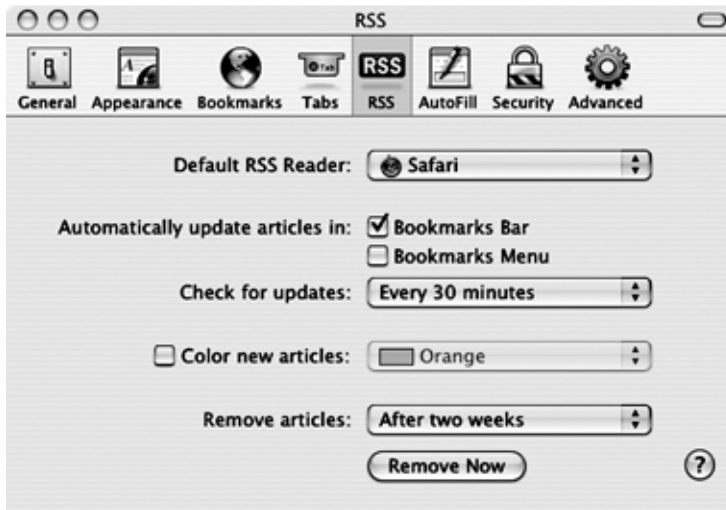 RSS
General Appearance Bookmarks Tabs RSS AutoFill Security Advanced
Default RSS Reader: Safari
Automatically update articles in: Bookmarks Bar
Bookmarks Menu
Check for updates: Every 30 minutes
Color new articles: Orange
Remove articles: After two weeks
Remove Now ?